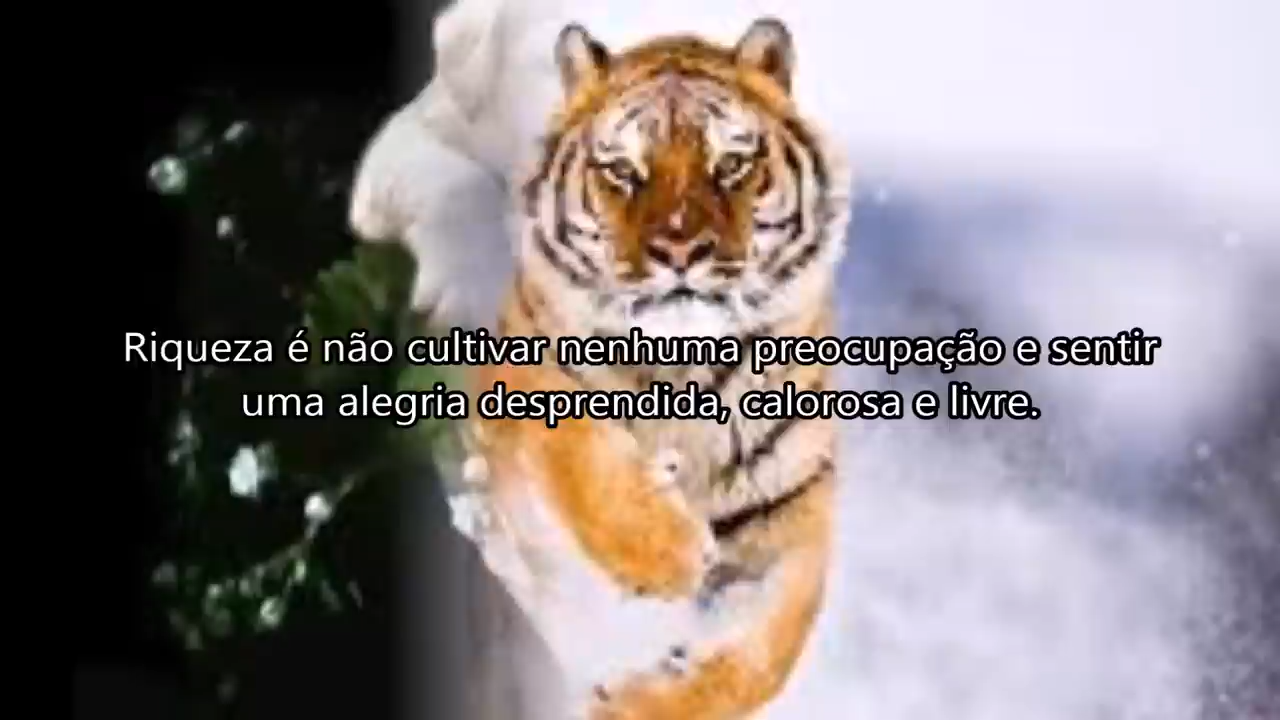 Riqueza é não cultivar nenhuma preocupação e sentir
uma alegria desprendida, calorosa e livre.